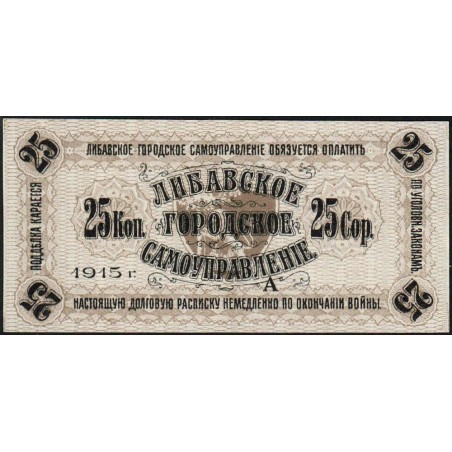 25 25
ЛИБАВСКОЕ ГОРОДСКОЕ САМОУПРАВЛЕНІЕ ОБЯЗУЕТСЯ ОПЛАТИТЬ
ПОДДѢЛКА КАРАЕТСЯ
ПО УГОЛОВ. ЗАКОНАМЪ
ЛИБАВСКОЕ
25 Коп. ГОРОДСКОЕ 25 Сор.
САМОУПРАВЛЕНІЕ
1915 г. А
НАСТОЯЩУЮ ДОЛГОВУЮ РАСПИСКУ НЕМЕДЛЕННО ПО ОКОНЧАНІИ ВОЙНЫ.
25 25